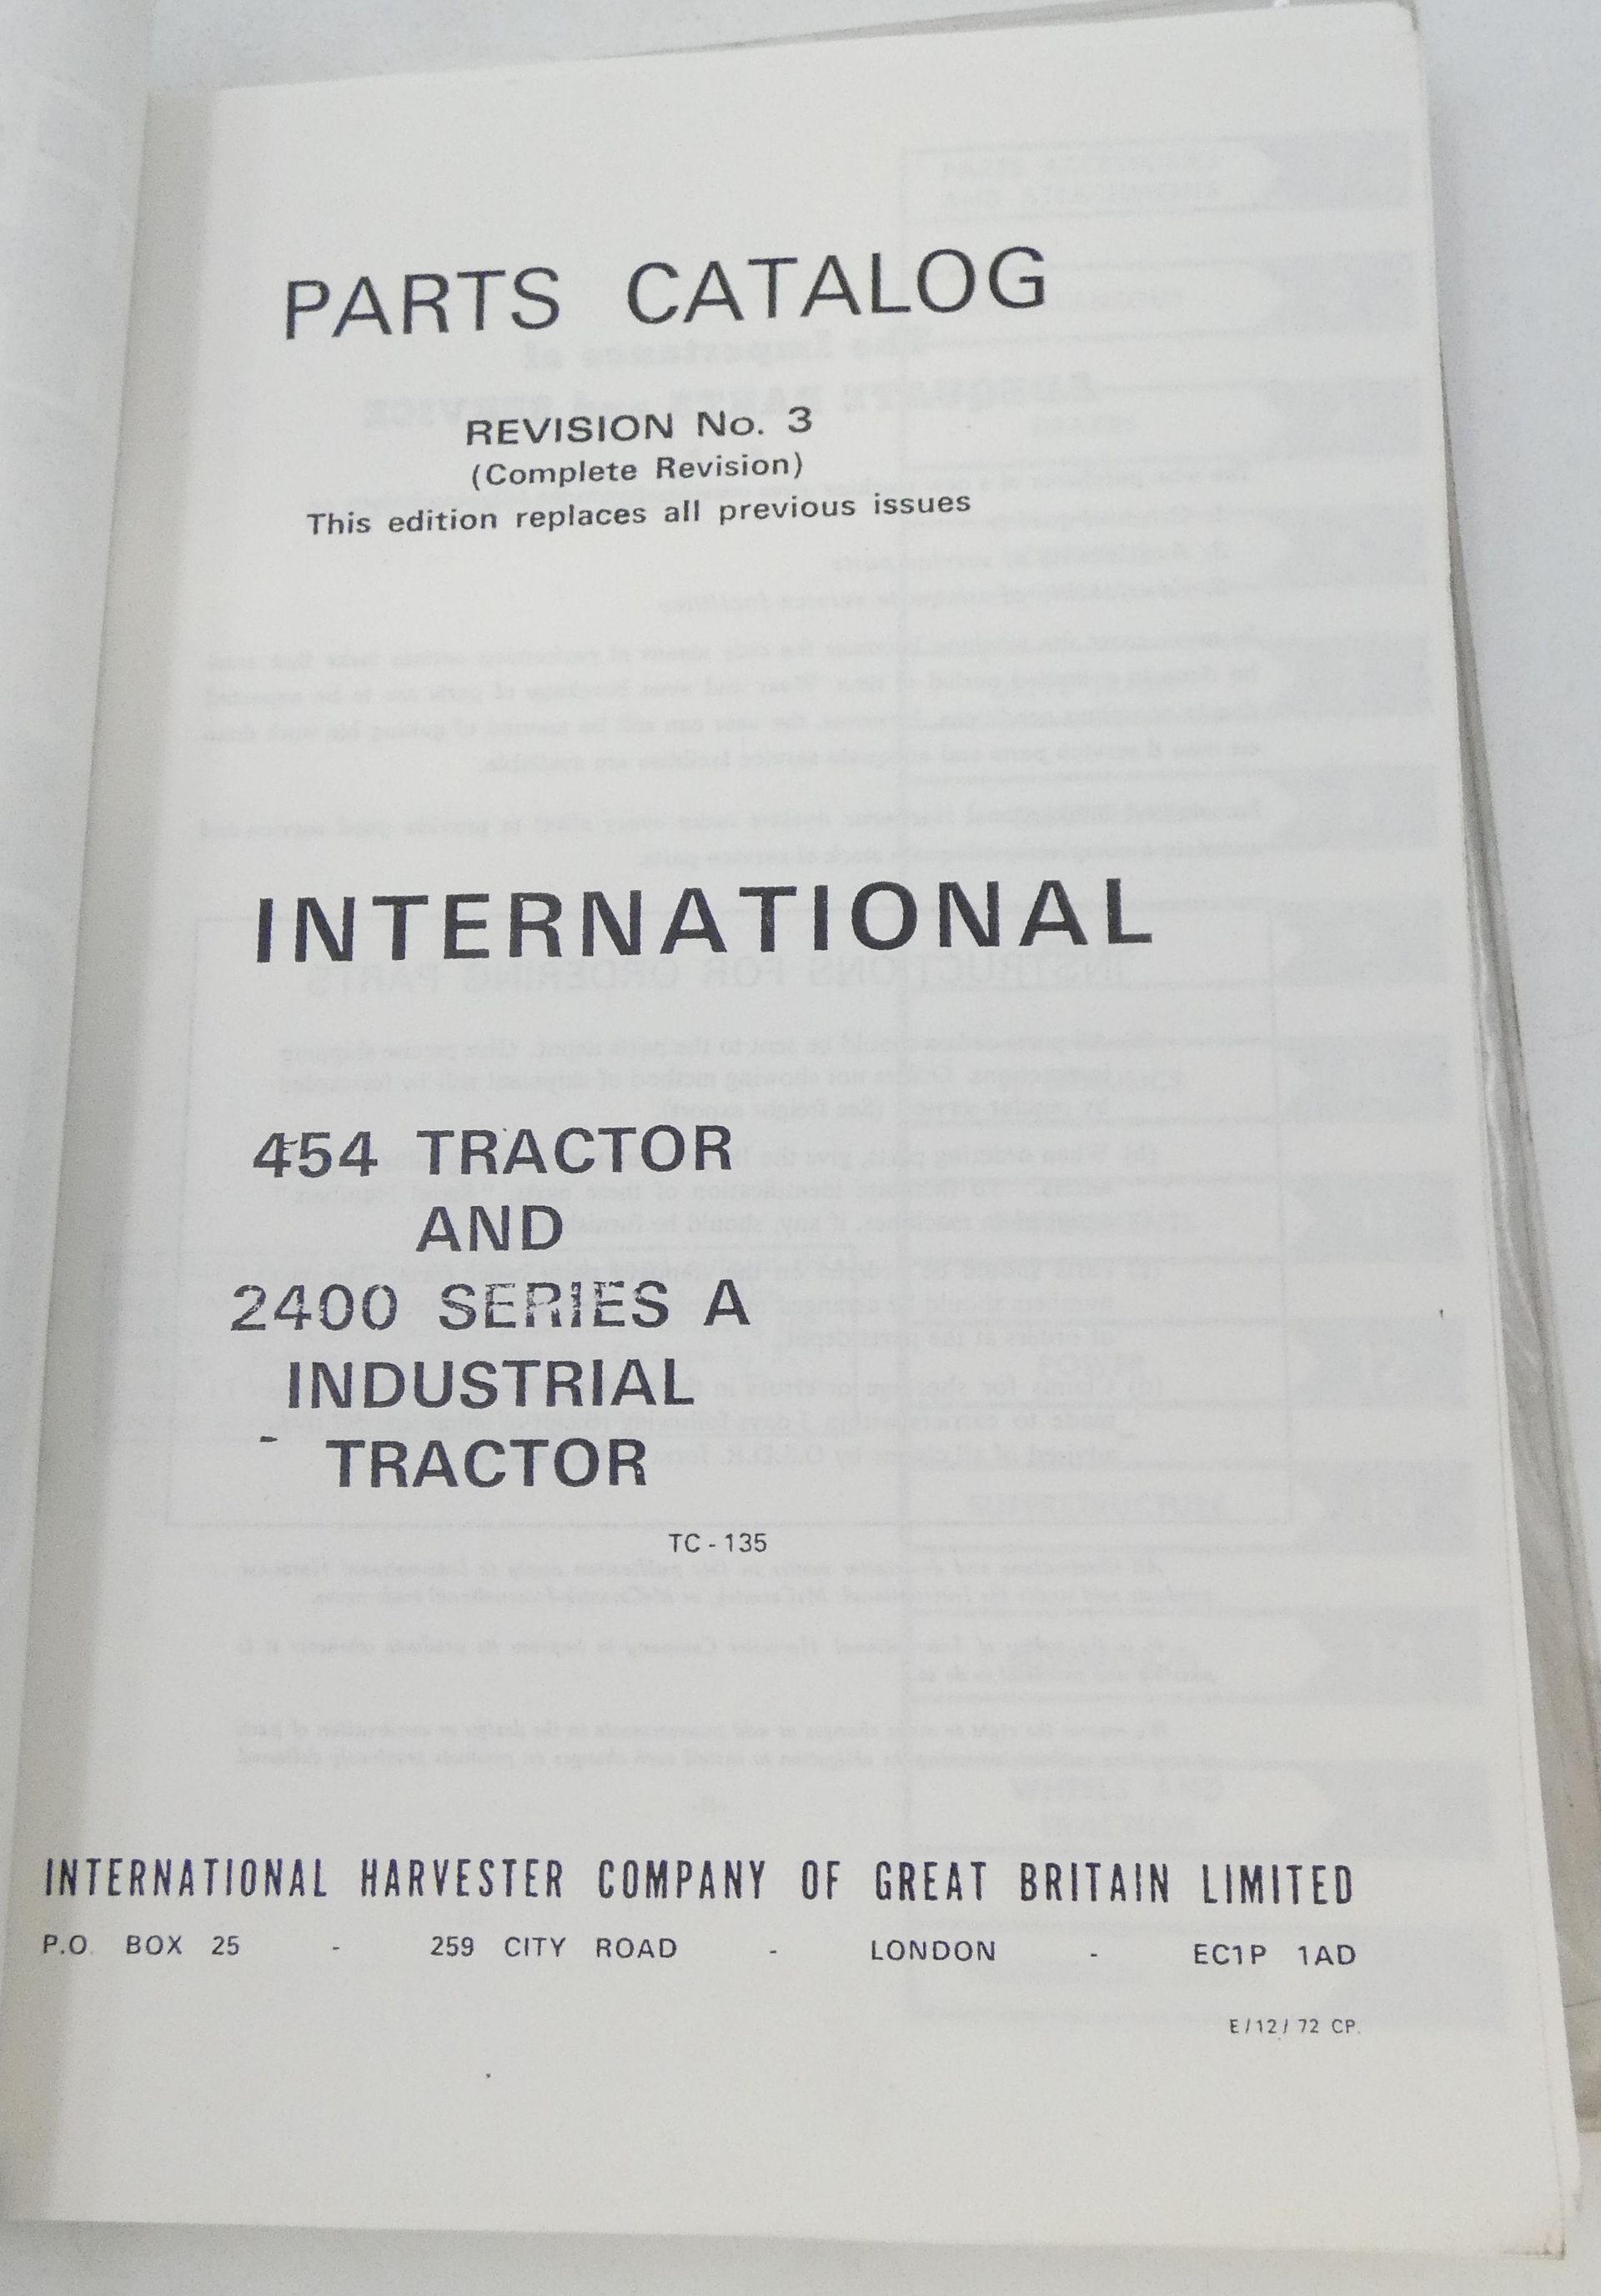 PARTS CATALOG
REVISION No. 3
(Complete Revision)
This edition replaces all previous issues
INTERNATIONAL
454 TRACTOR
AND
2400 SERIES A
INDUSTRIAL
TRACTOR
TC - 135
INTERNATIONAL HARVESTER COMPANY OF GREAT BRITAIN LIMITED
P.O. BOX 25 - 259 CITY ROAD - LONDON - EC1P 1AD
E/12/72 CP.